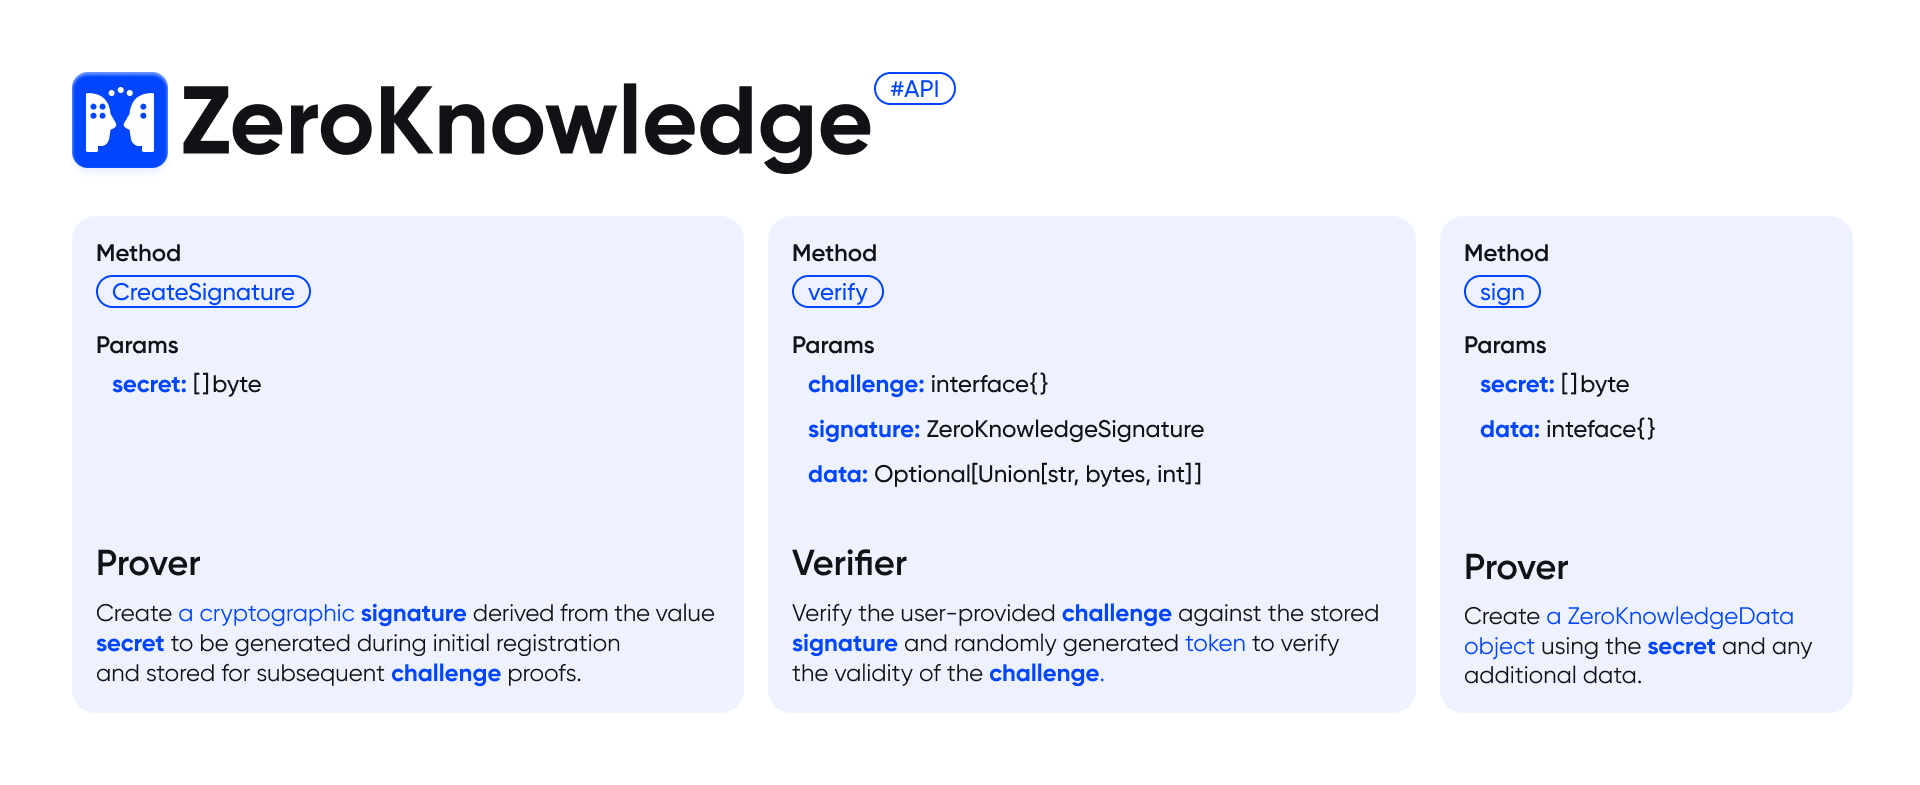 ZeroKnowledge
#API
Method
CreateSignature
Params
secret: []byte
Prover
Create a cryptographic signature derived from the value
secret to be generated during initial registration
and stored for subsequent challenge proofs.
Method
verify
Params
challenge: interface{}
signature: ZeroKnowledgeSignature
data: Optional[Union[str, bytes, int]]
Verifier
Verify the user-provided challenge against the stored
signature and randomly generated token to verify
the validity of the challenge.
Method
sign
Params
secret: []byte
data: inteface{}
Prover
Create a ZeroKnowledgeData
object using the secret and any
additional data.